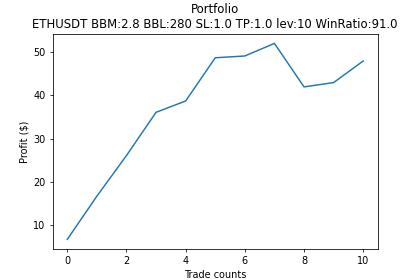 Portfolio
ETHUSDT BBM:2.8 BBL:280 SL:1.0 TP:1.0 lev:10 WinRatio:91.0
50
40
30
20
10
Profit ($)
0 2 4 6 8 10
Trade counts